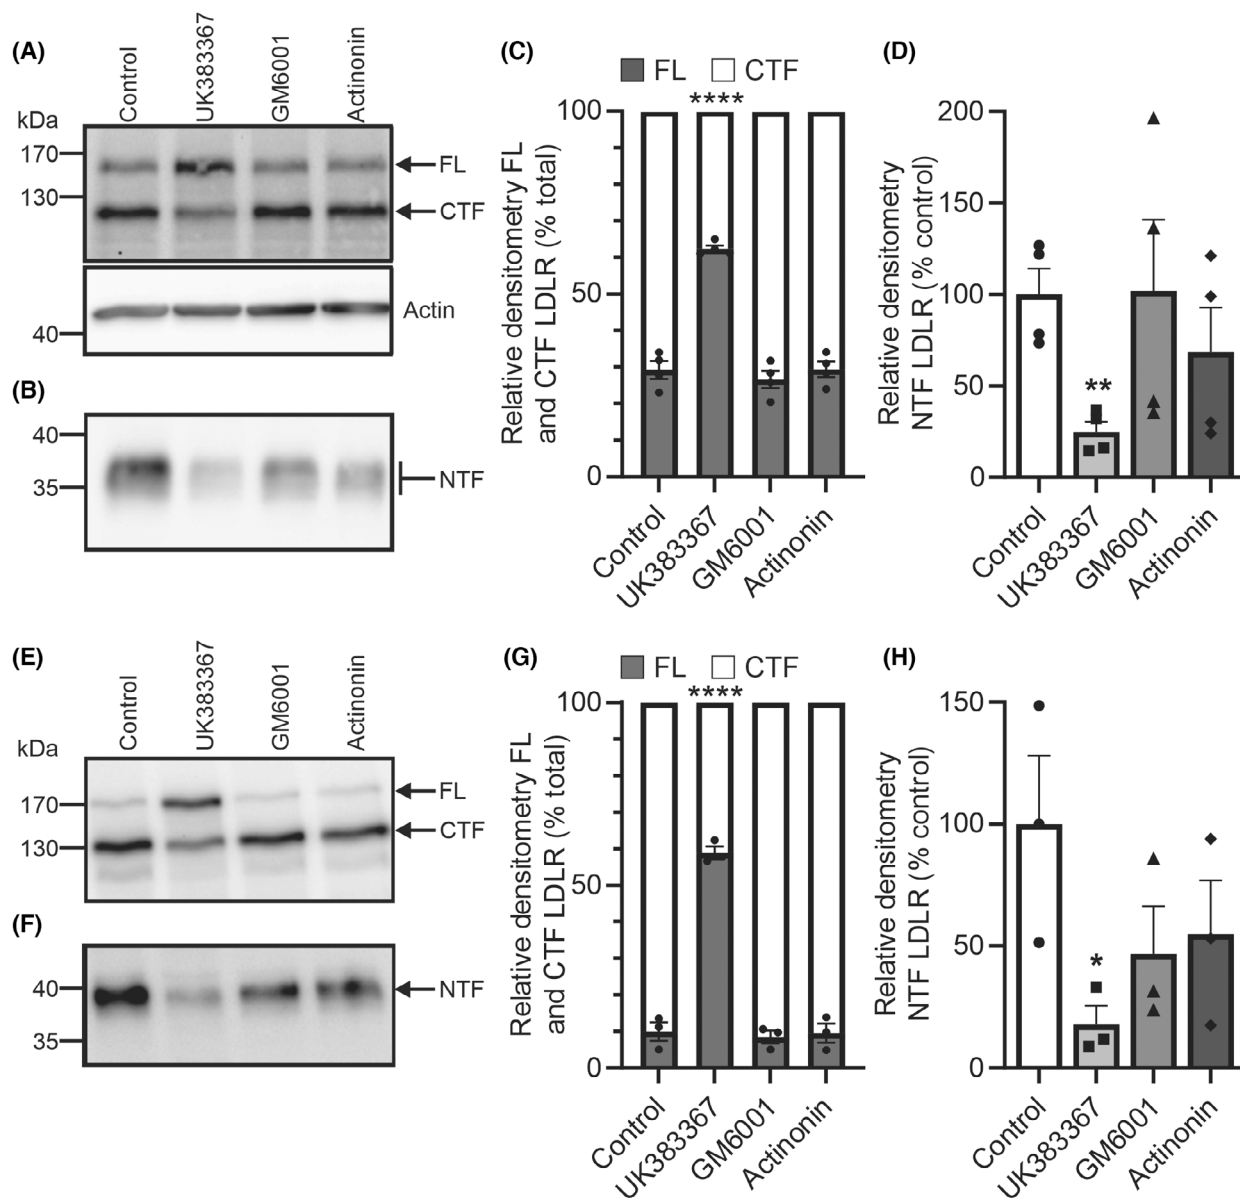 (A)
Control
UK383367
GM6001
Actinonin
kDa
170
130
FL
CTF
Actin
40
(B)
40
35
NTF
(C)
FL CTF
****
Relative densitometry FL
and CTF LDLR (% total)
100
50
0
Control
UK383367
GM6001
Actinonin
(D)
Relative densitometry
NTF LDLR (% control)
200
150
100
50
0
**
Control
UK383367
GM6001
Actinonin
(E)
Control
UK383367
GM6001
Actinonin
kDa
170
130
FL
CTF
(F)
40
35
NTF
(G)
FL CTF
****
Relative densitometry FL
and CTF LDLR (% total)
100
50
0
Control
UK383367
GM6001
Actinonin
(H)
Relative densitometry
NTF LDLR (% control)
150
100
50
0
*
Control
UK383367
GM6001
Actinonin